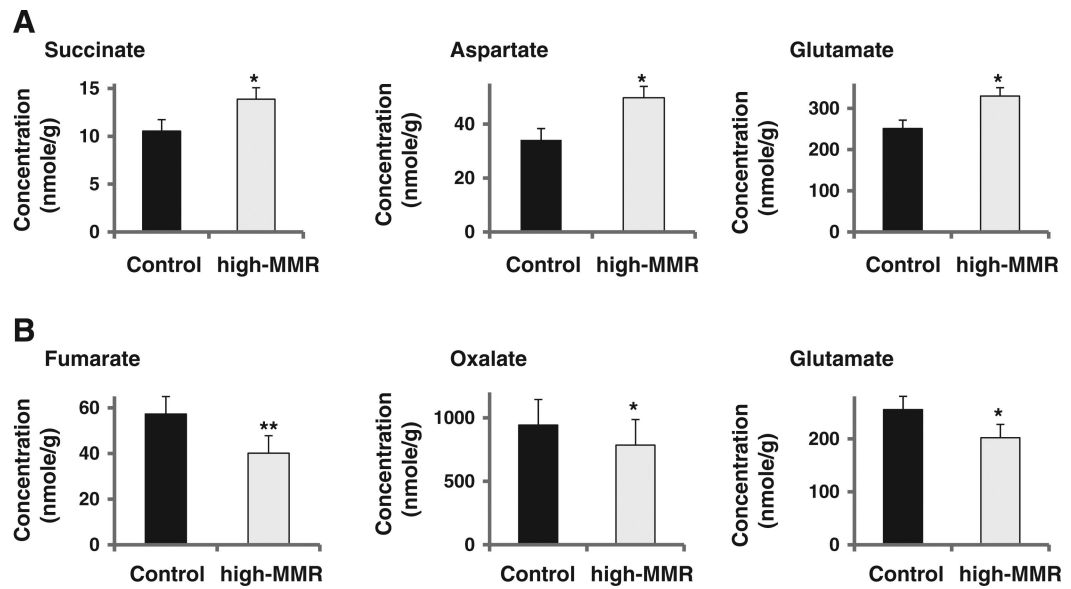 A
Succinate
Concentration
(nmole/g)
15
10
5
0
*
Control high-MMR
Aspartate
Concentration
(nmole/g)
40
20
0
*
Control high-MMR
Glutamate
Concentration
(nmole/g)
300
200
100
0
*
Control high-MMR
B
Fumarate
Concentration
(nmole/g)
60
40
20
0
**
Control high-MMR
Oxalate
Concentration
(nmole/g)
1000
500
0
*
Control high-MMR
Glutamate
Concentration
(nmole/g)
200
100
0
*
Control high-MMR